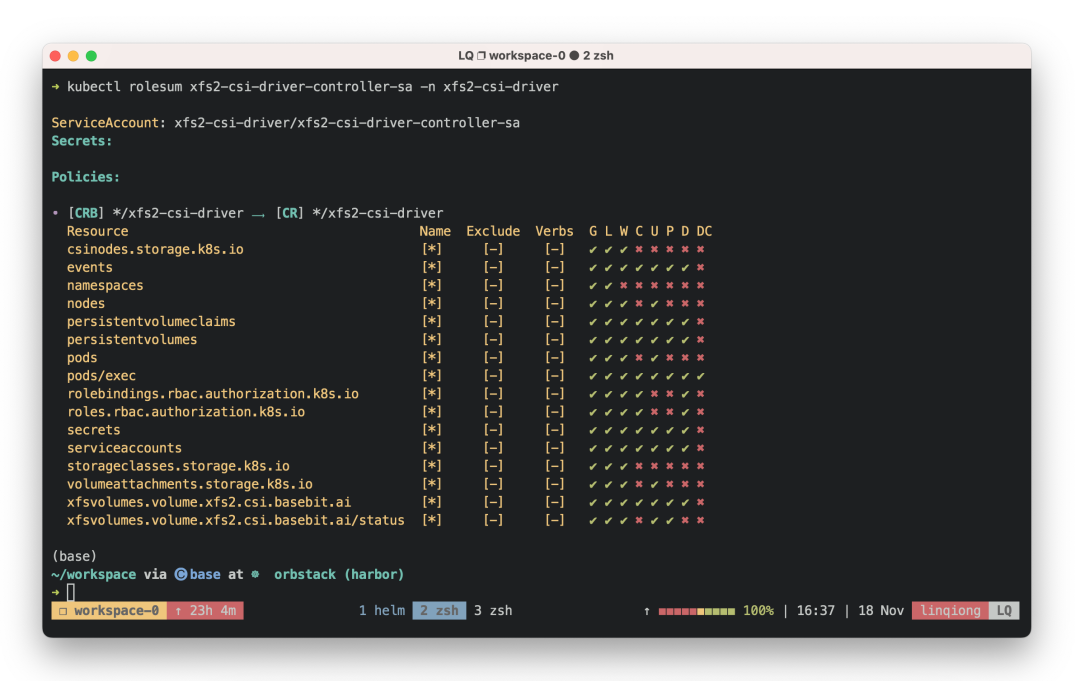 LQ ❐ workspace-0 ● 2 zsh
➜ kubectl rolesum xfs2-csi-driver-controller-sa -n xfs2-csi-driver
ServiceAccount: xfs2-csi-driver/xfs2-csi-driver-controller-sa
Secrets:
Policies:
• [CRB] */xfs2-csi-driver ⟶ [CR] */xfs2-csi-driver
Resource Name Exclude Verbs G L W C U P D DC
csinodes.storage.k8s.io [*] [-] [-] ✔ ✔ ✔ ✖ ✖ ✖ ✖ ✖
events [*] [-] [-] ✔ ✔ ✔ ✔ ✔ ✔ ✔ ✖
namespaces [*] [-] [-] ✔ ✔ ✖ ✖ ✖ ✖ ✖ ✖
nodes [*] [-] [-] ✔ ✔ ✔ ✖ ✔ ✖ ✖ ✖
persistentvolumeclaims [*] [-] [-] ✔ ✔ ✔ ✔ ✔ ✔ ✔ ✖
persistentvolumes [*] [-] [-] ✔ ✔ ✔ ✔ ✔ ✔ ✔ ✖
pods [*] [-] [-] ✔ ✔ ✔ ✖ ✔ ✖ ✖ ✖
pods/exec [*] [-] [-] ✔ ✔ ✔ ✔ ✔ ✔ ✔ ✔
rolebindings.rbac.authorization.k8s.io [*] [-] [-] ✔ ✔ ✔ ✔ ✖ ✖ ✔ ✖
roles.rbac.authorization.k8s.io [*] [-] [-] ✔ ✔ ✔ ✔ ✖ ✖ ✔ ✖
secrets [*] [-] [-] ✔ ✔ ✔ ✔ ✔ ✔ ✔ ✖
serviceaccounts [*] [-] [-] ✔ ✔ ✔ ✔ ✔ ✔ ✔ ✖
storageclasses.storage.k8s.io [*] [-] [-] ✔ ✔ ✔ ✖ ✖ ✖ ✖ ✖
volumeattachments.storage.k8s.io [*] [-] [-] ✔ ✔ ✔ ✖ ✔ ✖ ✖ ✖
xfsvolumes.volume.xfs2.csi.basebit.ai [*] [-] [-] ✔ ✔ ✔ ✔ ✔ ✔ ✔ ✖
xfsvolumes.volume.xfs2.csi.basebit.ai/status [*] [-] [-] ✔ ✔ ✔ ✖ ✔ ✔ ✖ ✖
(base)
~/workspace via Ⓒ base at ☸ orbstack (harbor)
➜
❐ workspace-0 ↑ 23h 4m 1 helm 2 zsh 3 zsh ↑ 100% | 16:37 | 18 Nov linqiong LQ